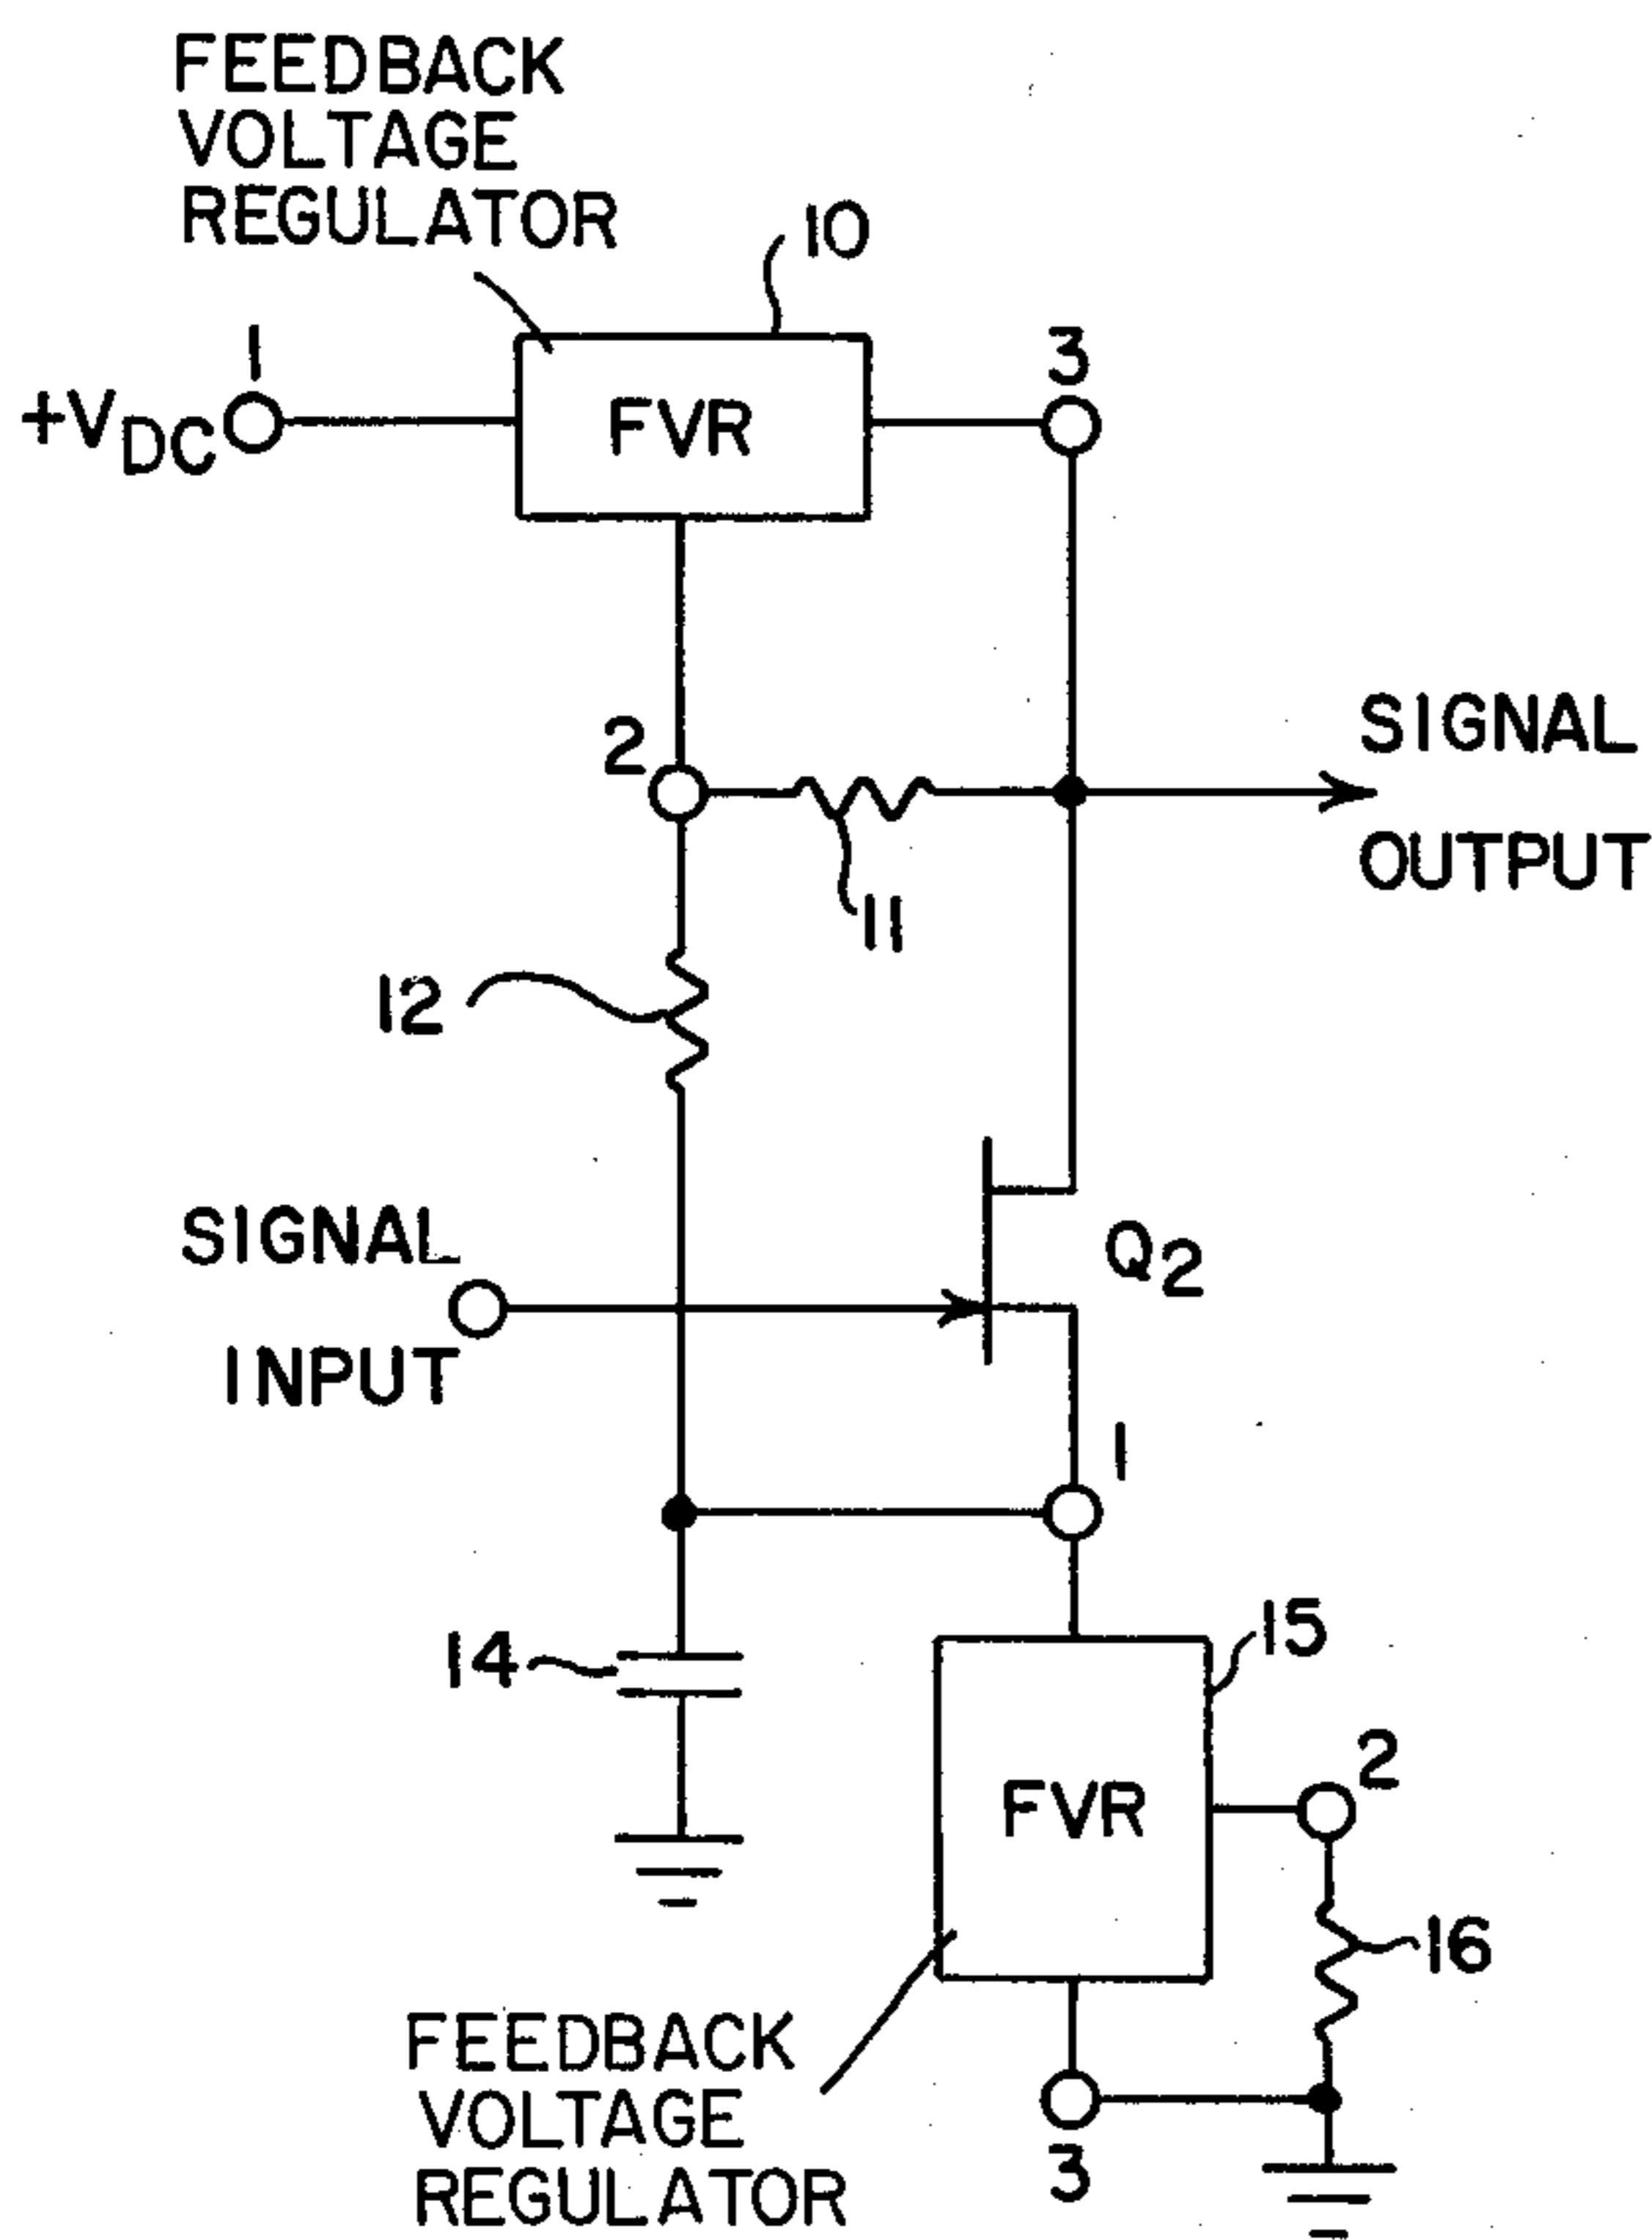 FEEDBACK
VOLTAGE
REGULATOR
10
1
3
+VDC
FVR
2
SIGNAL
OUTPUT
11
12
SIGNAL
INPUT
Q2
1
14
15
2
FVR
16
FEEDBACK
VOLTAGE
REGULATOR
3